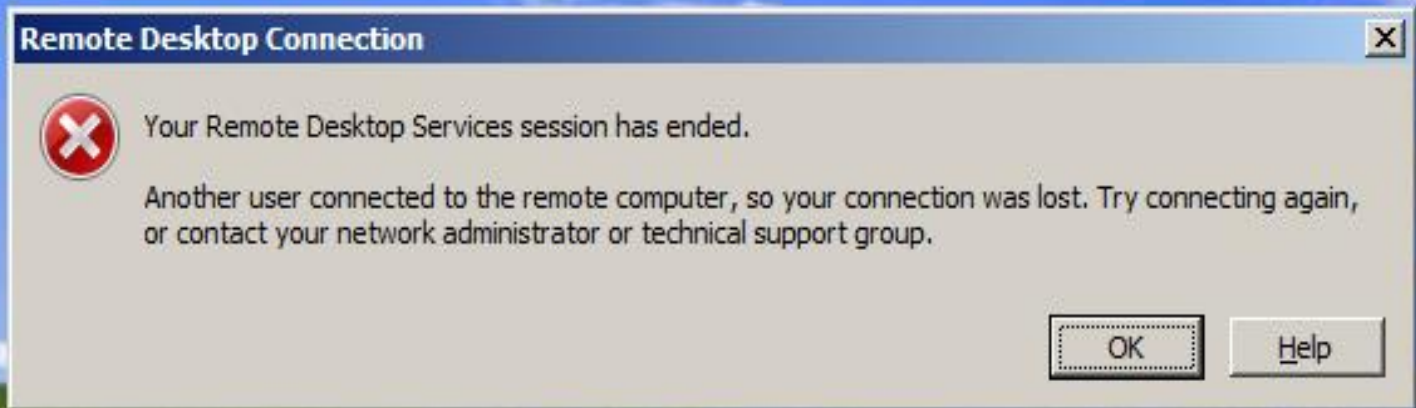 Remote Desktop Connection
Your Remote Desktop Services session has ended.
Another user connected to the remote computer, so your connection was lost. Try connecting again,
or contact your network administrator or technical support group.
OK Help